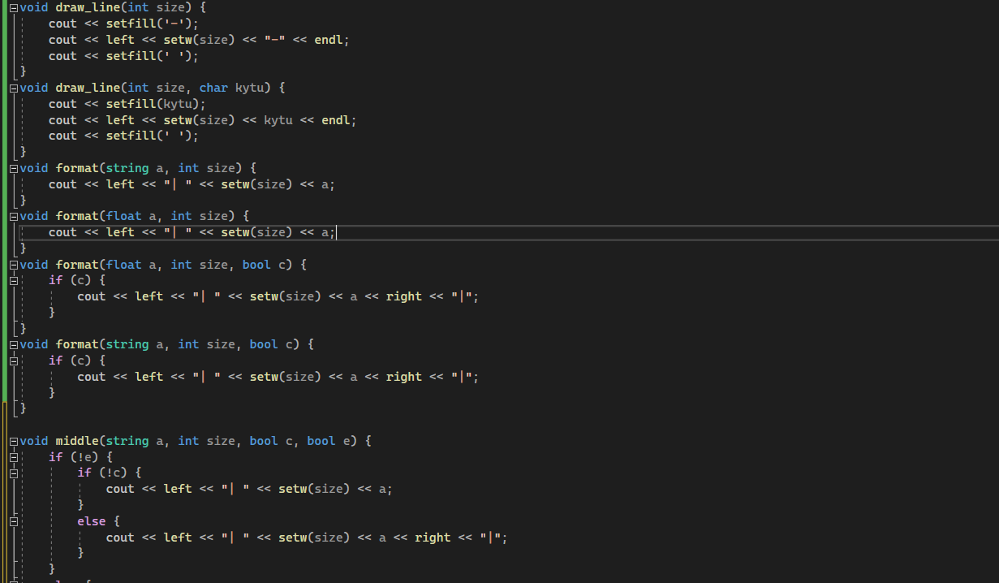 void draw_line(int size) {
    cout << setfill('-');
    cout << left << setw(size) << "-" << endl;
    cout << setfill(' ');
}
void draw_line(int size, char kytu) {
    cout << setfill(kytu);
    cout << left << setw(size) << kytu << endl;
    cout << setfill(' ');
}
void format(string a, int size) {
    cout << left << "| " << setw(size) << a;
}
void format(float a, int size) {
    cout << left << "| " << setw(size) << a;
}
void format(float a, int size, bool c) {
    if (c) {
        cout << left << "| " << setw(size) << a << right << "|";
    }
}
void format(string a, int size, bool c) {
    if (c) {
        cout << left << "| " << setw(size) << a << right << "|";
    }
}
void middle(string a, int size, bool c, bool e) {
    if (!e) {
        if (!c) {
            cout << left << "| " << setw(size) << a;
        }
        else {
            cout << left << "| " << setw(size) << a << right << "|";
        }
    }